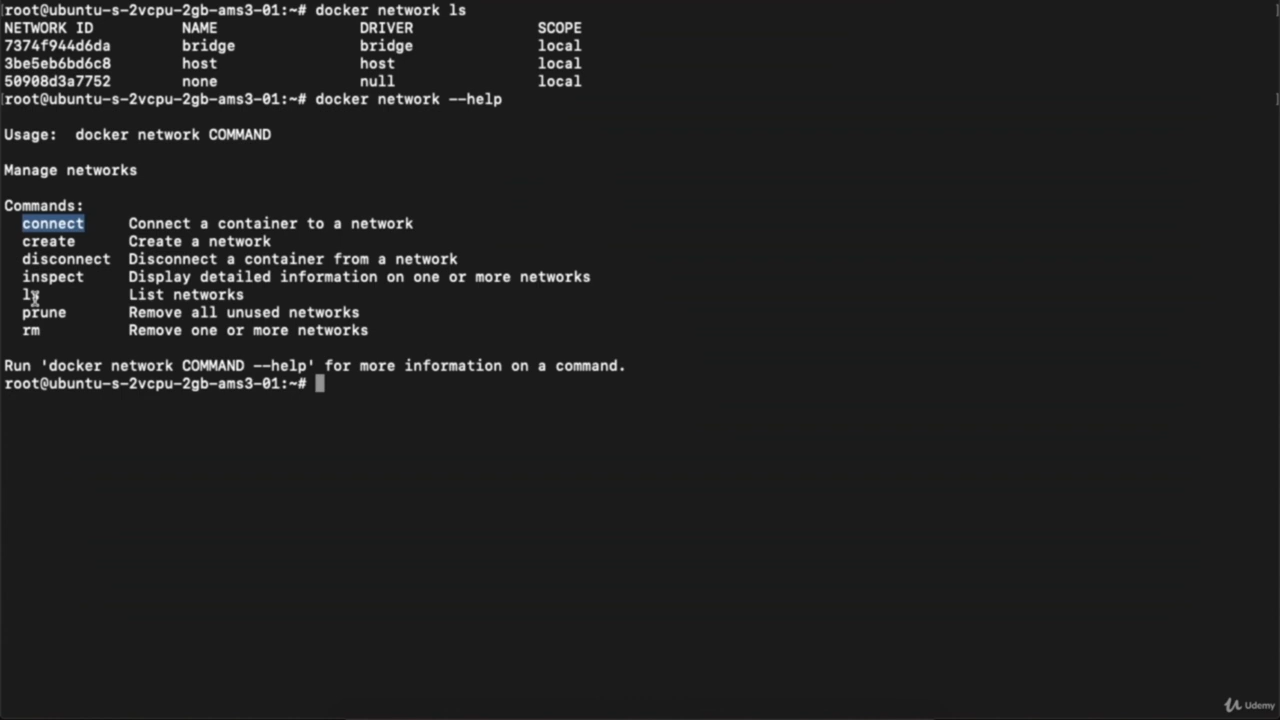 root@ubuntu-s-2vcpu-2gb-ams3-01:~# docker network ls
NETWORK ID NAME DRIVER SCOPE
7374f944d6da bridge bridge local
3be5eb6bd6c8 host host local
50908d3a7752 none null local
root@ubuntu-s-2vcpu-2gb-ams3-01:~# docker network --help
Usage: docker network COMMAND
Manage networks
Commands:
connect Connect a container to a network
create Create a network
disconnect Disconnect a container from a network
inspect Display detailed information on one or more networks
ls List networks
prune Remove all unused networks
rm Remove one or more networks
Run 'docker network COMMAND --help' for more information on a command.
root@ubuntu-s-2vcpu-2gb-ams3-01:~#
Udemy